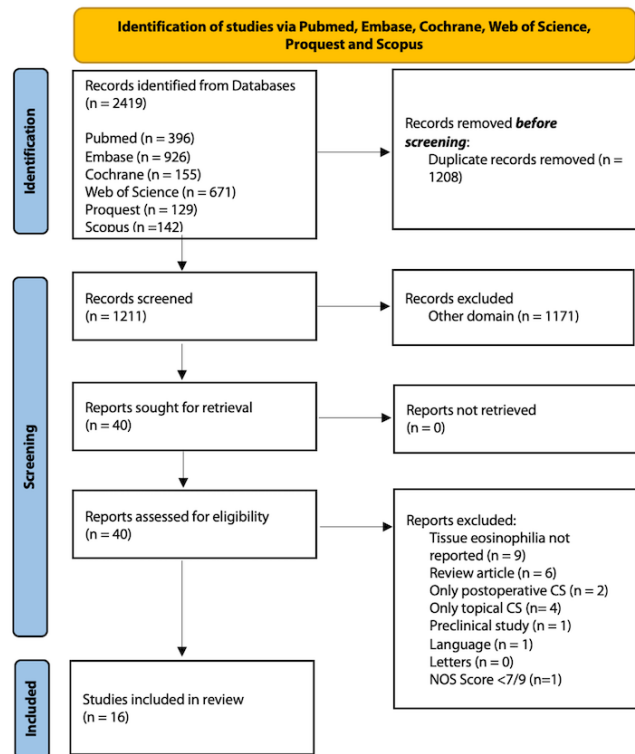 Identification of studies via Pubmed, Embase, Cochrane, Web of Science,
Proquest and Scopus
Identification
Records identified from Databases
(n = 2419)
Pubmed (n = 396)
Embase (n = 926)
Cochrane (n = 155)
Web of Science (n = 671)
Proquest (n = 129)
Scopus (n =142)
Records removed before
screening:
Duplicate records removed (n =
1208)
Screening
Records screened
(n = 1211)
Records excluded
Other domain (n = 1171)
Reports sought for retrieval
(n = 40)
Reports not retrieved
(n = 0)
Reports assessed for eligibility
(n = 40)
Reports excluded:
Tissue eosinophilia not
reported (n = 9)
Review article (n = 6)
Only postoperative CS (n = 2)
Only topical CS (n= 4)
Preclinical study (n = 1)
Language (n = 1)
Letters (n = 0)
NOS Score <7/9 (n=1)
Included
Studies included in review
(n = 16)